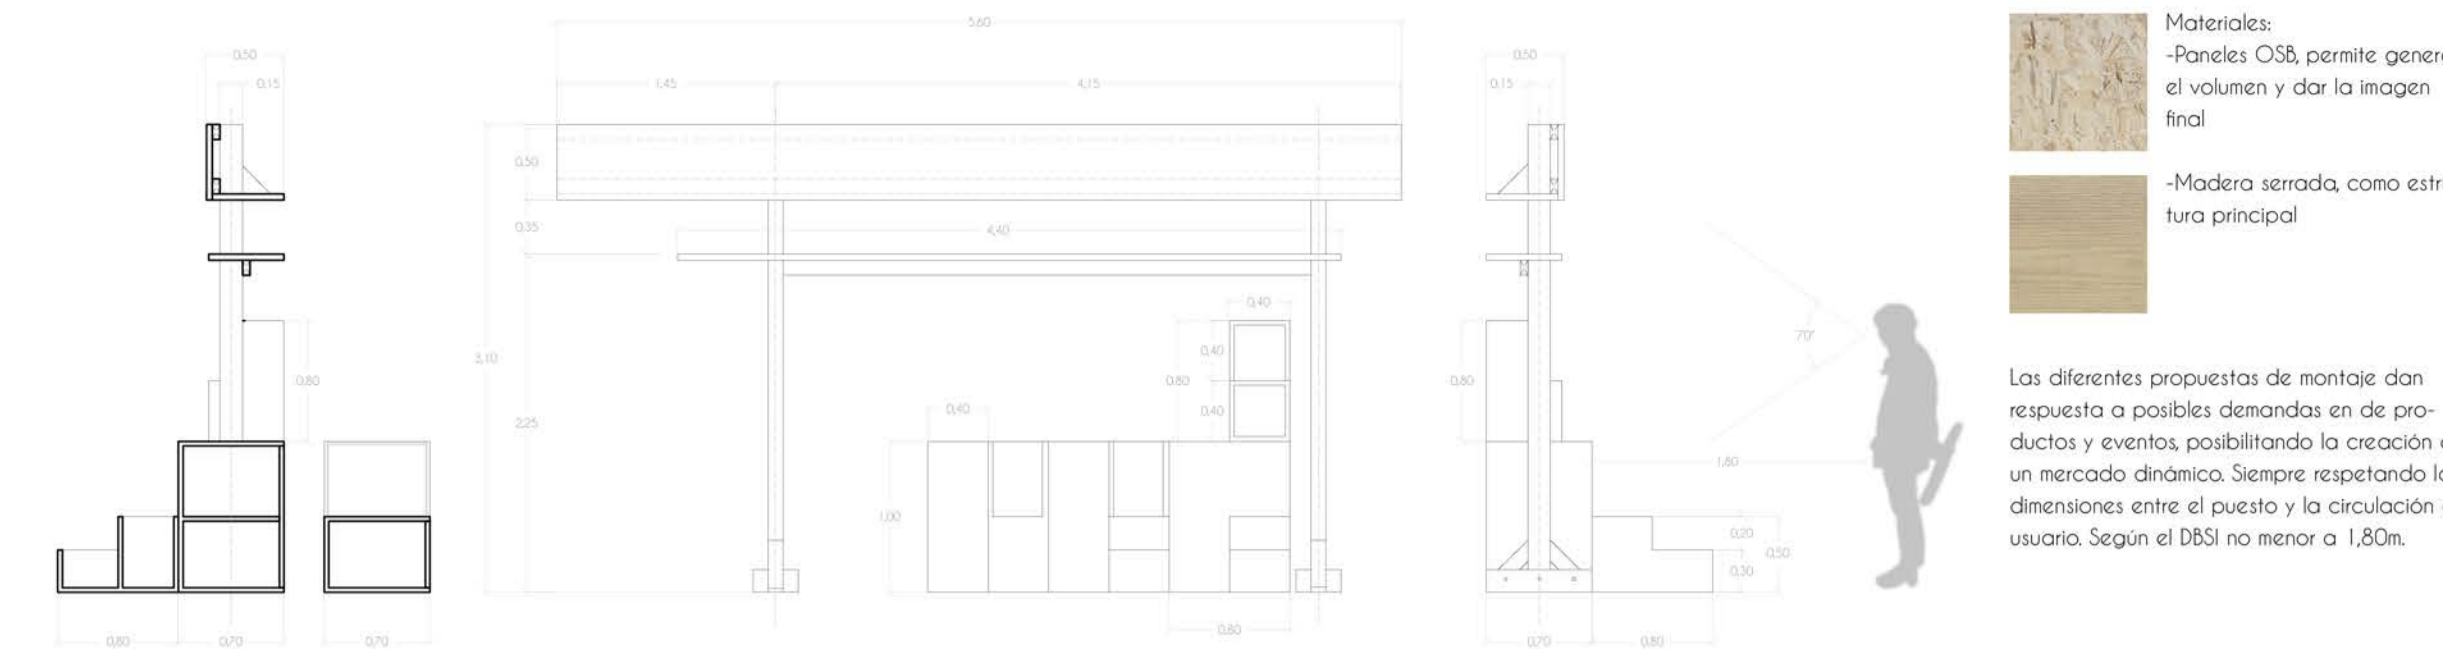 0,50
0,15
0,80
0,80
0,70
0,70
5,60
1,45
4,15
0,50
0,35
4,40
3,10
2,25
0,40
0,40
0,80
0,40
0,40
1,00
0,80
0,50
0,15
0,80
70°
1,80
0,20
0,50
0,30
0,70
0,80
Materiales:
-Paneles OSB, permite gener
el volumen y dar la imagen
final
-Madera serrada, como estr
tura principal
Las diferentes propuestas de montaje dan
respuesta a posibles demandas en de pro-
ductos y eventos, posibilitando la creación
un mercado dinámico. Siempre respetando
dimensiones entre el puesto y la circulación
usuario. Según el DBSI no menor a 1,80m.